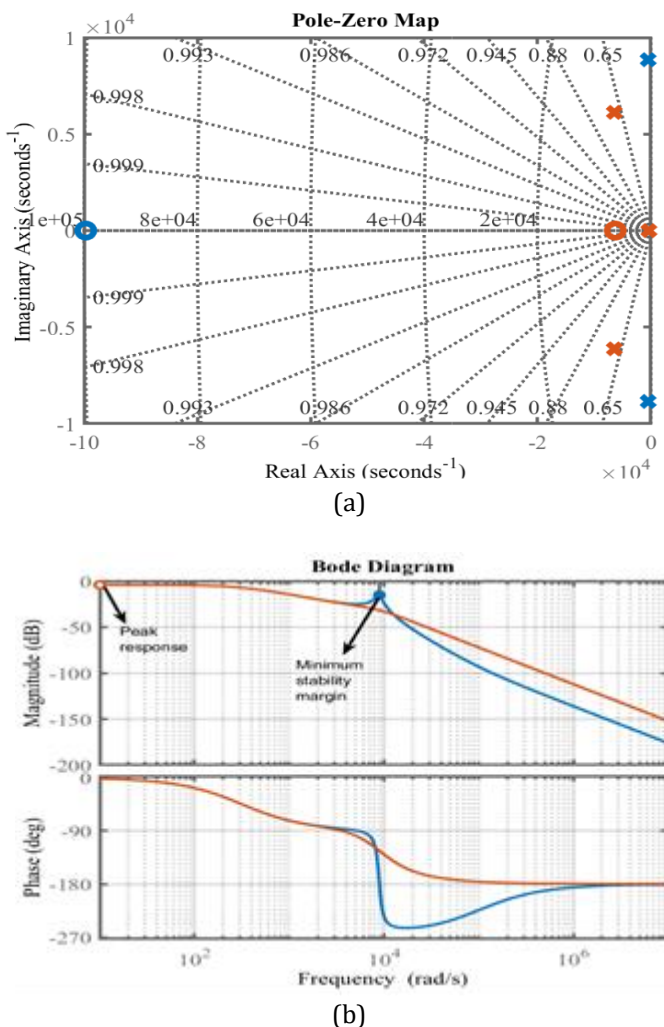 Pole-Zero Map
×10⁴
1
0.993 0.986 0.972 0.945 0.88 0.65
0.998
0.5
0.999
1e+05 8e+04 6e+04 4e+04 2e+04
0
0.999
-0.5
0.998
0.993 0.986 0.972 0.945 0.88 0.65
-1
-10 -8 -6 -4 -2 0
×10⁴
Imaginary Axis (seconds⁻¹)
Real Axis (seconds⁻¹)
(a)
Bode Diagram
0
-50
-100
-150
-200
Magnitude (dB)
Peak
response
Minimum
stability
margin
0
-90
-180
-270
Phase (deg)
10² 10⁴ 10⁶
Frequency (rad/s)
(b)